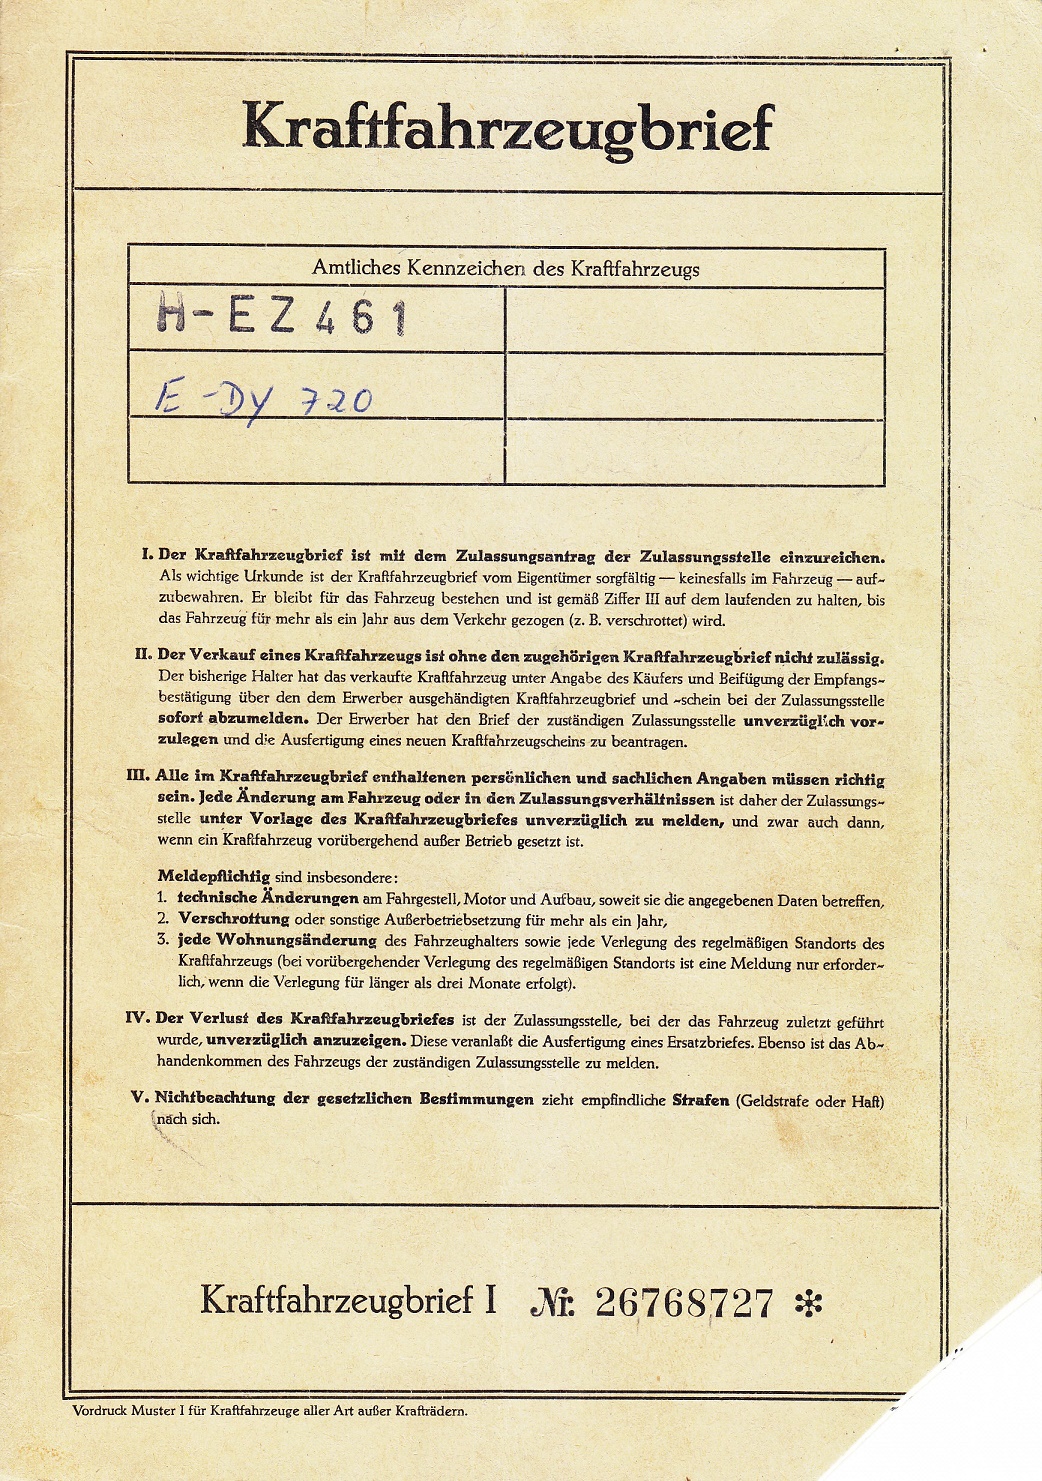 Kraftfahrzeugbrief
Amtliches Kennzeichen des Kraftfahrzeugs
H-EZ 461
E-DY 720
I. Der Kraftfahrzeugbrief ist mit dem Zulassungsantrag der Zulassungsstelle einzureichen.
Als wichtige Urkunde ist der Kraftfahrzeugbrief vom Eigentümer sorgfältig — keinesfalls im Fahrzeug — auf-
zubewahren. Er bleibt für das Fahrzeug bestehen und ist gemäß Ziffer III auf dem laufenden zu halten, bis
das Fahrzeug für mehr als ein Jahr aus dem Verkehr gezogen (z. B. verschrottet) wird.
II. Der Verkauf eines Kraftfahrzeugs ist ohne den zugehörigen Kraftfahrzeugbrief nicht zulässig.
Der bisherige Halter hat das verkaufte Kraftfahrzeug unter Angabe des Käufers und Beifügung der Empfangs-
bestätigung über den dem Erwerber ausgehändigten Kraftfahrzeugbrief und -schein bei der Zulassungsstelle
sofort abzumelden. Der Erwerber hat den Brief der zuständigen Zulassungsstelle unverzüglich vor-
zulegen und die Ausfertigung eines neuen Kraftfahrzeugscheins zu beantragen.
III. Alle im Kraftfahrzeugbrief enthaltenen persönlichen und sachlichen Angaben müssen richtig
sein. Jede Änderung am Fahrzeug oder in den Zulassungsverhältnissen ist daher der Zulassungs-
stelle unter Vorlage des Kraftfahrzeugbriefes unverzüglich zu melden, und zwar auch dann,
wenn ein Kraftfahrzeug vorübergehend außer Betrieb gesetzt ist.
Meldepflichtig sind insbesondere:
1. technische Änderungen am Fahrgestell, Motor und Aufbau, soweit sie die angegebenen Daten betreffen,
2. Verschrottung oder sonstige Außerbetriebsetzung für mehr als ein Jahr,
3. jede Wohnungsänderung des Fahrzeughalters sowie jede Verlegung des regelmäßigen Standorts des
Kraftfahrzeugs (bei vorübergehender Verlegung des regelmäßigen Standorts ist eine Meldung nur erforder-
lich, wenn die Verlegung für länger als drei Monate erfolgt).
IV. Der Verlust des Kraftfahrzeugbriefes ist der Zulassungsstelle, bei der das Fahrzeug zuletzt geführt
wurde, unverzüglich anzuzeigen. Diese veranlaßt die Ausfertigung eines Ersatzbriefes. Ebenso ist das Ab-
handenkommen des Fahrzeugs der zuständigen Zulassungsstelle zu melden.
V. Nichtbeachtung der gesetzlichen Bestimmungen zieht empfindliche Strafen (Geldstrafe oder Haft)
nach sich.
Kraftfahrzeugbrief I Nr. 26768727 *
Vordruck Muster I für Kraftfahrzeuge aller Art außer Krafträdern.